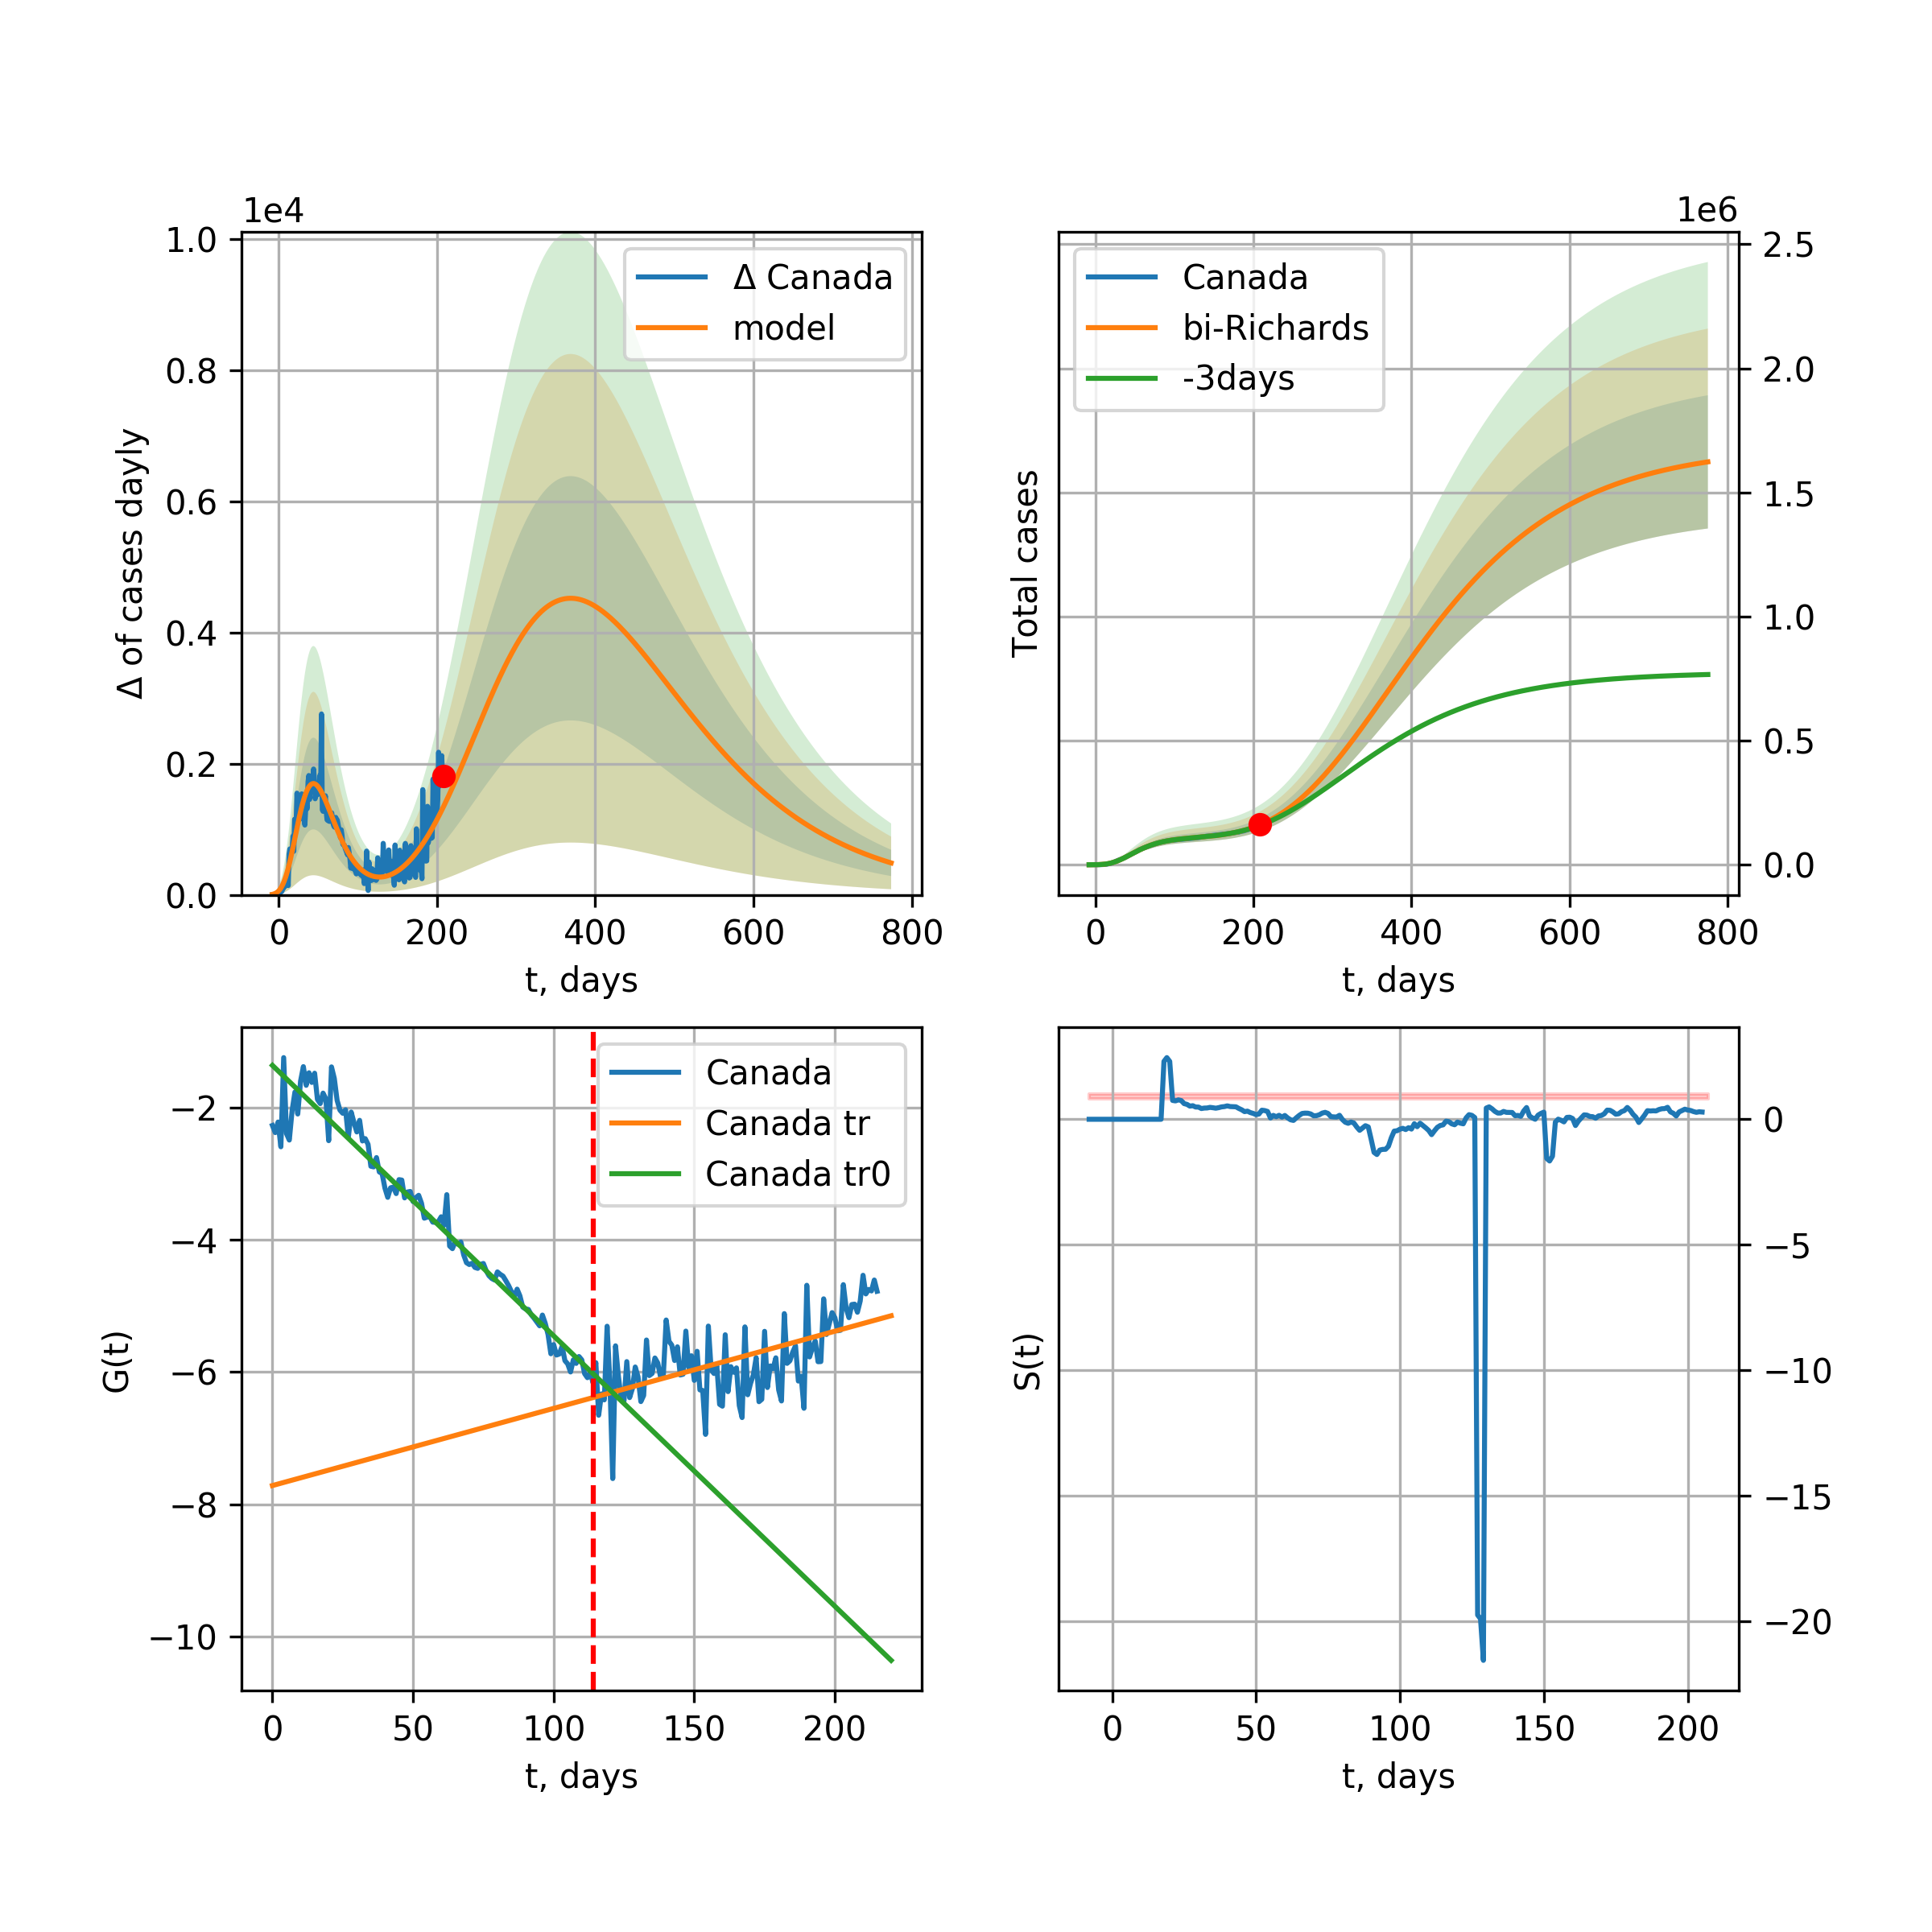 1e4
1.0
0.8
0.6
0.4
0.2
0.0
Δ of cases dayly
Δ Canada
model
0 200 400 600 800
t, days
1e6
2.5
2.0
1.5
1.0
0.5
0.0
Total cases
Canada
bi-Richards
-3days
0 200 400 600 800
t, days
−2
−4
−6
−8
−10
G(t)
Canada
Canada tr
Canada tr0
0 50 100 150 200
t, days
0
−5
−10
−15
−20
S(t)
0 50 100 150 200
t, days